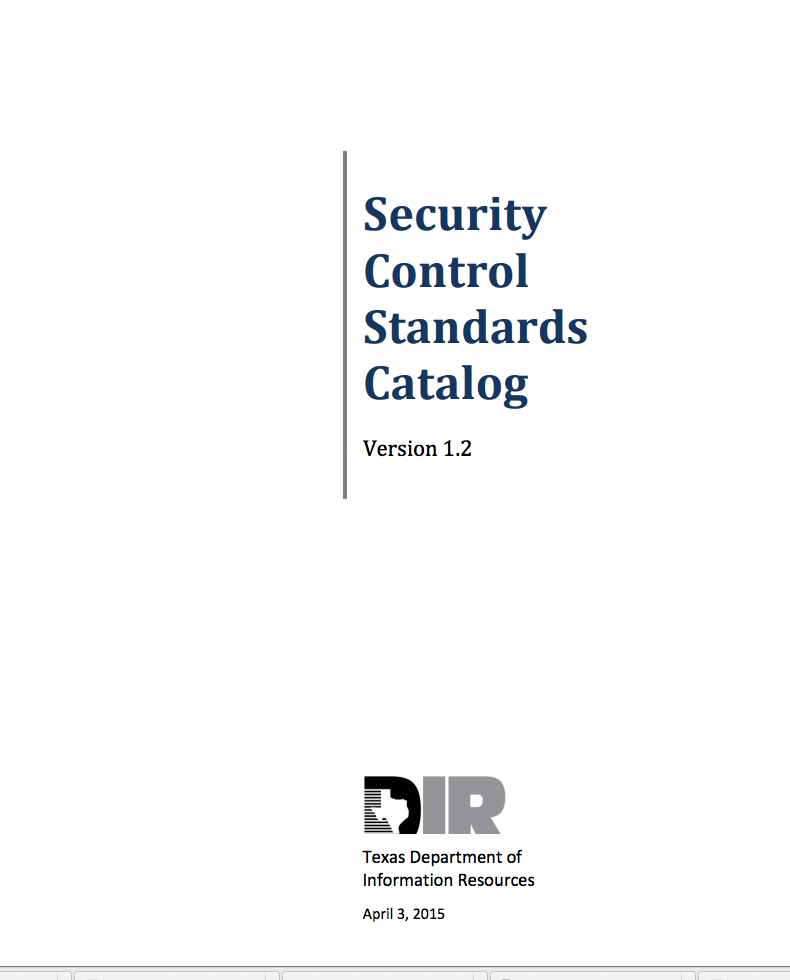 Security
Control
Standards
Catalog
Version 1.2
DIR
Texas Department of
Information Resources
April 3, 2015